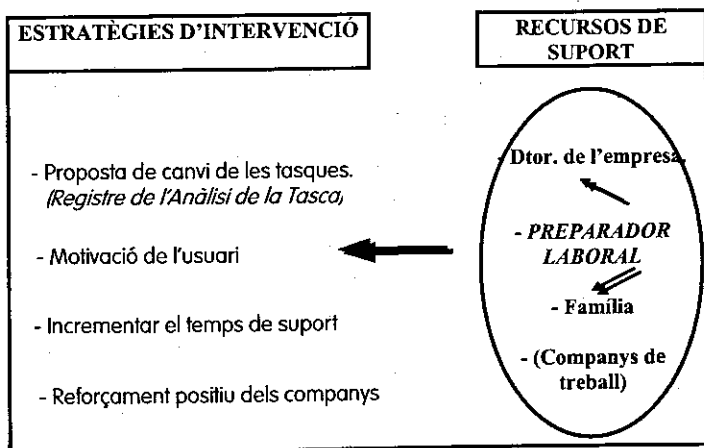 ESTRATÈGIES D'INTERVENCIÓ
- Proposta de canvi de les tasques.
(Registre de l'Anàlisi de la Tasca)
- Motivació de l'usuari
- Incrementar el temps de suport
- Reforçament positiu dels companys
RECURSOS DE
SUPORT
- Dtor. de l'empresa.
- PREPARADOR
LABORAL
- Família
- (Companys de
treball)